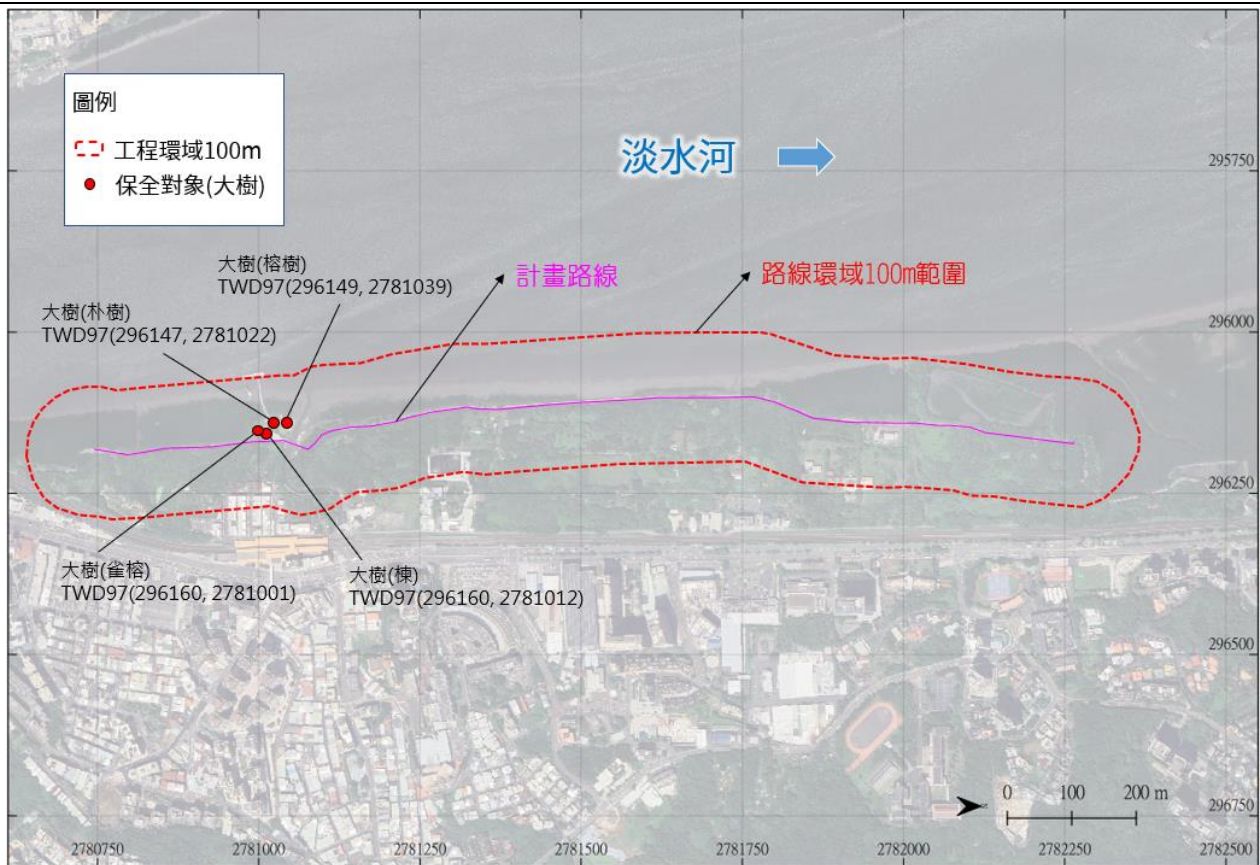 圖例
工程環域100m
保全對象(大樹)
淡水河
大樹(榕樹)
TWD97(296149, 2781039)
大樹(朴樹)
TWD97(296147, 2781022)
計畫路線
路線環域100m範圍
295750
296000
296250
296500
296750
大樹(雀榕)
TWD97(296160, 2781001)
大樹(楝)
TWD97(296160, 2781012)
0 100 200 m
2780750 2781000 2781250 2781500 2781750 2782000 2782250 2782500